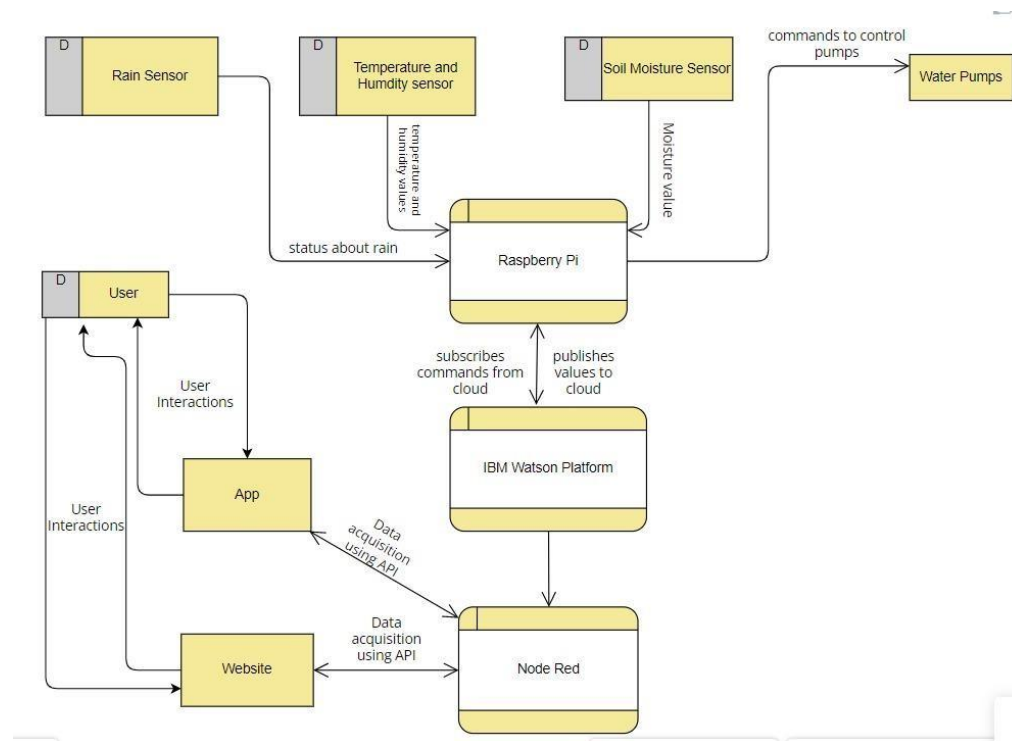 commands to control
pumps
D
Rain Sensor
D
Temperature and
Humdity sensor
D
Soil Moisture Sensor
Water Pumps
temperature and
humidity values
Moisture value
status about rain
Raspberry Pi
D
User
subscribes
commands from
cloud
publishes
values to
cloud
User
Interactions
IBM Watson Platform
App
User
Interactions
Data
acquisition
using API
Data
acquisition
using API
Website
Node Red